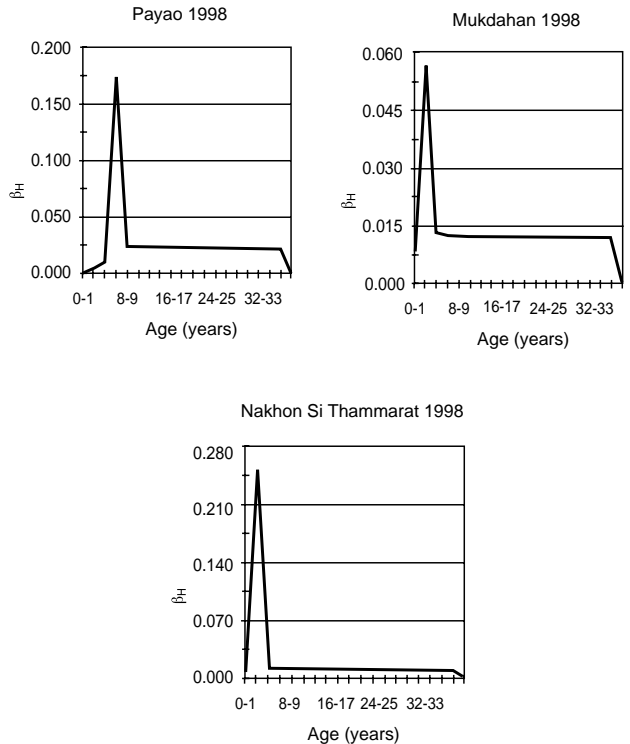 Payao 1998
0.200
0.150
0.100
0.050
0.000
βH
0-1 8-9 16-17 24-25 32-33
Age (years)
Mukdahan 1998
0.060
0.045
0.030
0.015
0.000
βH
0-1 8-9 16-17 24-25 32-33
Age (years)
Nakhon Si Thammarat 1998
0.280
0.210
0.140
0.070
0.000
βH
0-1 8-9 16-17 24-25 32-33
Age (years)